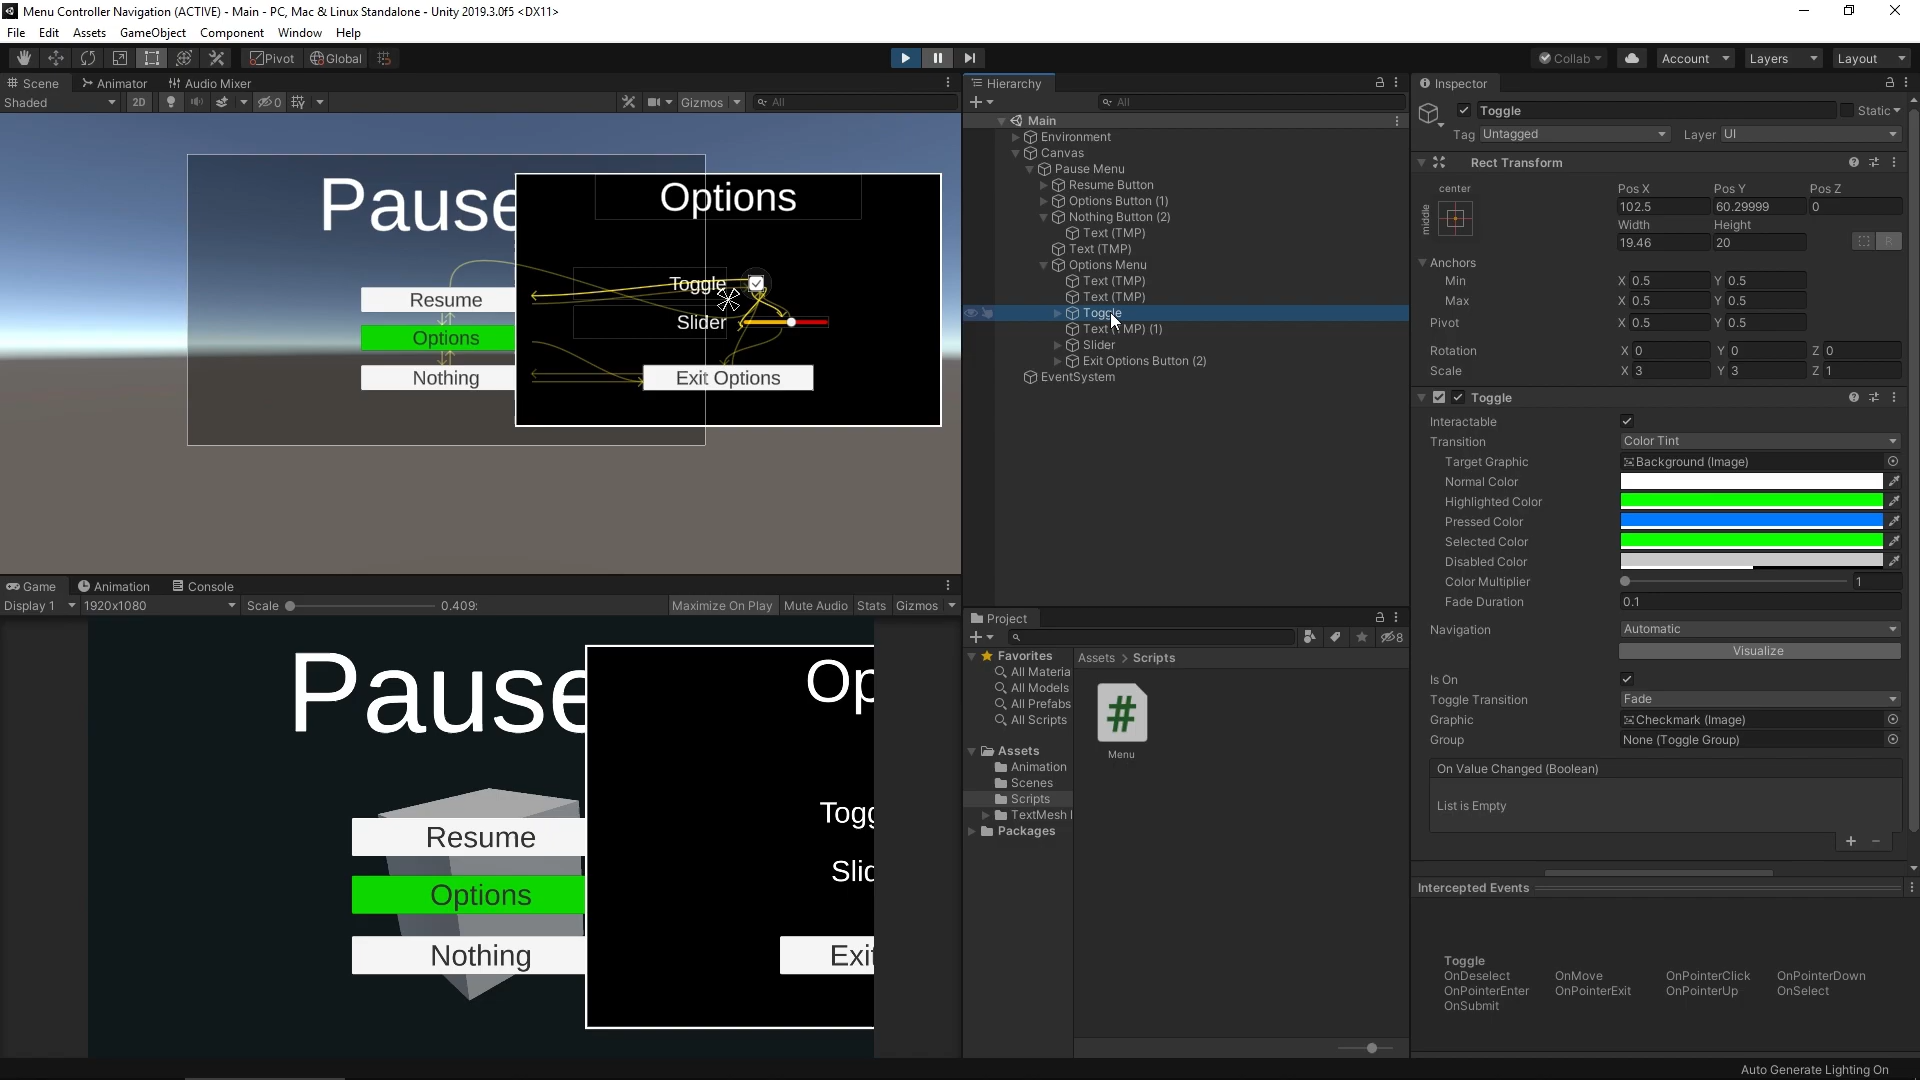 Menu Controller Navigation (ACTIVE) - Main - PC, Mac & Linux Standalone - Unity 2019.3.0f5 <DX11>
File Edit Assets GameObject Component Window Help
Pivot Global Collab Account Layers Layout
Scene Animator Audio Mixer
Shaded 2D 0 Gizmos All
Pause
Options
Resume
Options
Nothing
Toggle
Slider
Exit Options
Game Animation Console
Display 1 1920x1080 Scale 0.409: Maximize On Play Mute Audio Stats Gizmos
Pause
Op
Resume
Options
Nothing
Togg
Slid
Exit
Hierarchy
All
Main
Environment
Canvas
Pause Menu
Resume Button
Options Button (1)
Nothing Button (2)
Text (TMP)
Text (TMP)
Options Menu
Text (TMP)
Text (TMP)
Toggle
Text (TMP) (1)
Slider
Exit Options Button (2)
EventSystem
Project
8
Favorites
All Materia
All Models
All Prefabs
All Scripts
Assets
Animation
Scenes
Scripts
TextMesh
Packages
Assets > Scripts
#
Menu
Inspector
Toggle Static
Tag Untagged Layer UI
Rect Transform
center
middle
Pos X Pos Y Pos Z
102.5 60.29999 0
Width Height
19.46 20
R
Anchors
Min X 0.5 Y 0.5
Max X 0.5 Y 0.5
Pivot X 0.5 Y 0.5
Rotation X 0 Y 0 Z 0
Scale X 3 Y 3 Z 1
Toggle
Interactable
Transition Color Tint
Target Graphic Background (Image)
Normal Color
Highlighted Color
Pressed Color
Selected Color
Disabled Color
Color Multiplier 1
Fade Duration 0.1
Navigation Automatic
Visualize
Is On
Toggle Transition Fade
Graphic Checkmark (Image)
Group None (Toggle Group)
On Value Changed (Boolean)
List is Empty
Intercepted Events
Toggle
OnDeselect OnMove OnPointerClick OnPointerDown
OnPointerEnter OnPointerExit OnPointerUp OnSelect
OnSubmit
Auto Generate Lighting On